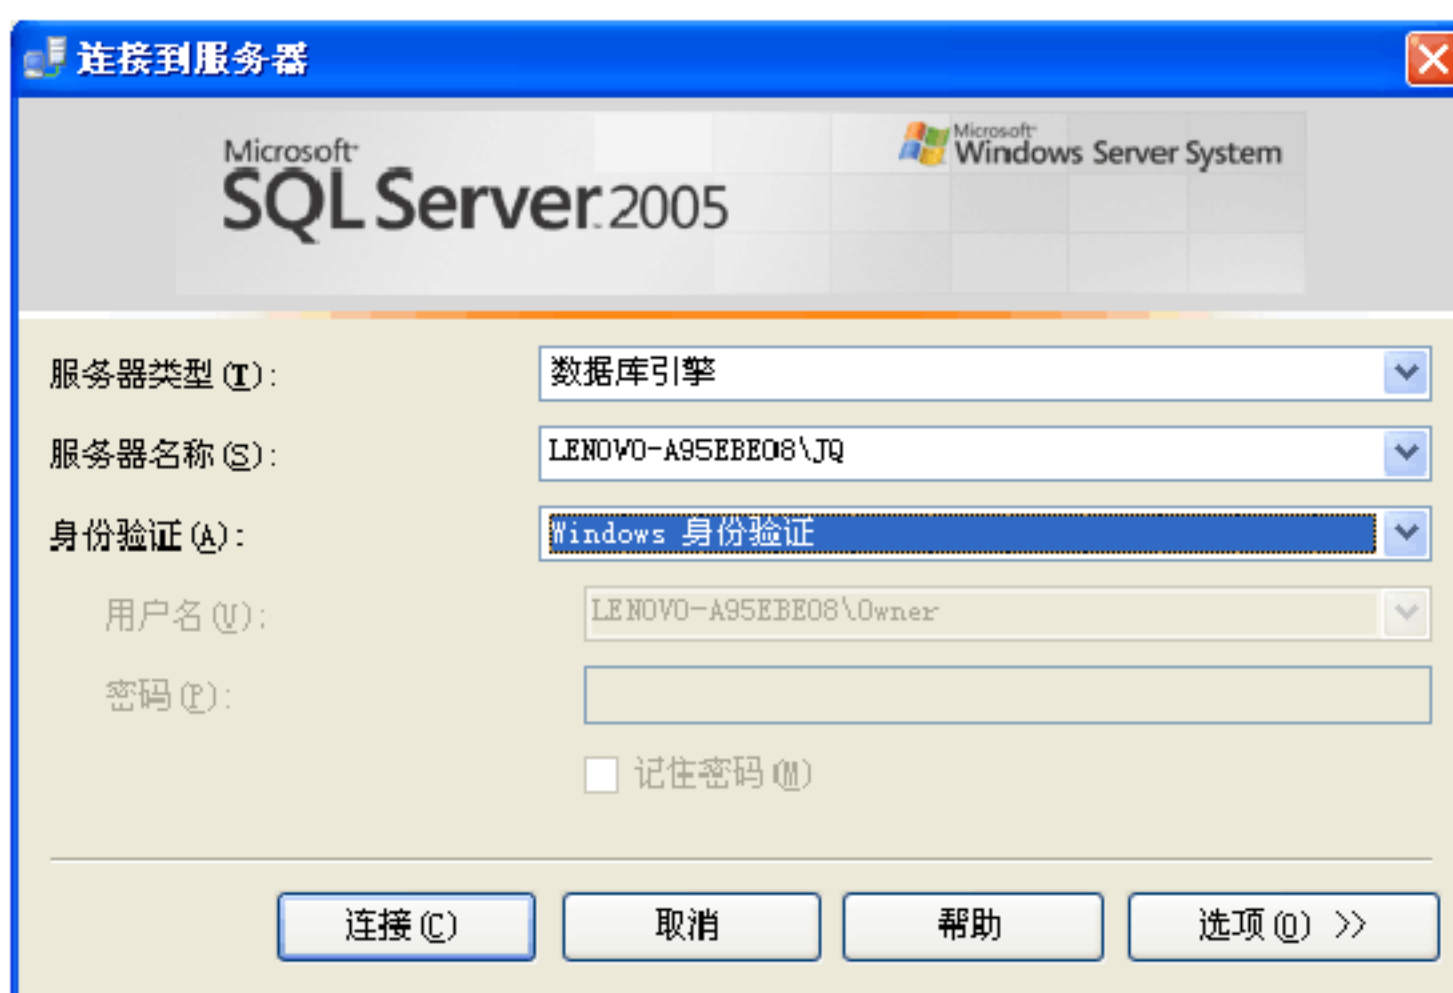 连接到服务器
Microsoft
SQL Server 2005
Microsoft
Windows Server System
服务器类型(T): 数据库引擎
服务器名称(S): LENOVO-A95EBE08\JQ
身份验证(A): Windows 身份验证
用户名(U): LENOVO-A95EBE08\Owner
密码(P):
记住密码(M)
连接(C) 取消 帮助 选项(O) >>